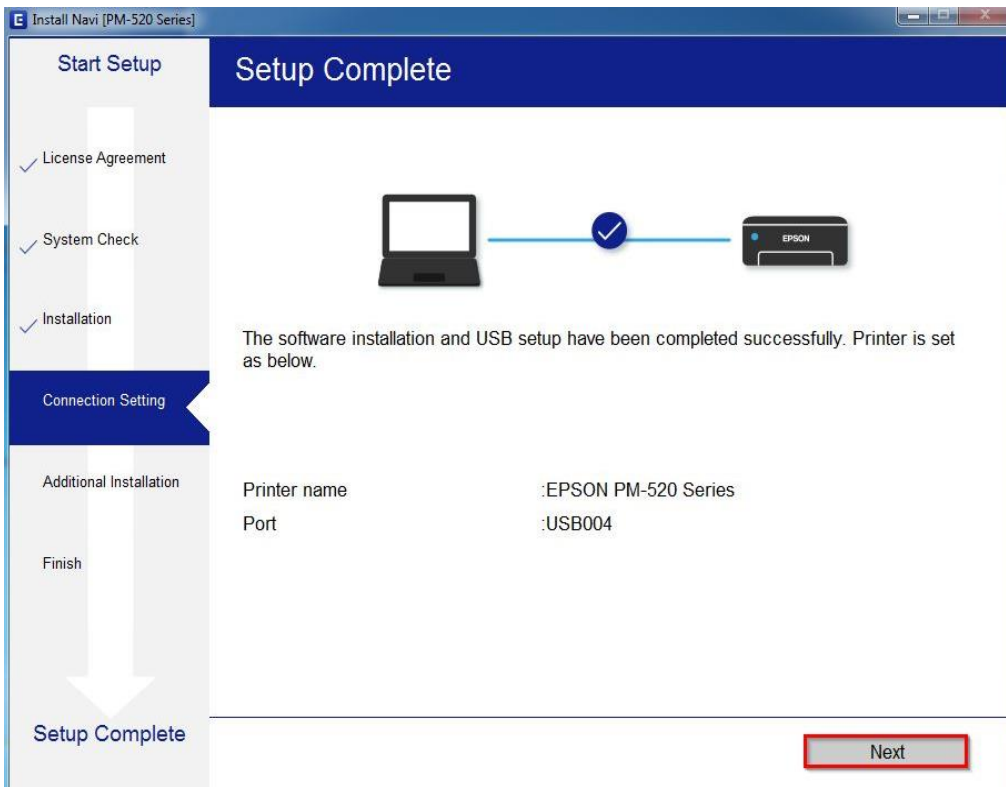 Install Navi [PM-520 Series]
Start Setup
License Agreement
System Check
Installation
Connection Setting
Additional Installation
Finish
Setup Complete
Setup Complete
EPSON
The software installation and USB setup have been completed successfully. Printer is set
as below.
Printer name :EPSON PM-520 Series
Port :USB004
Next